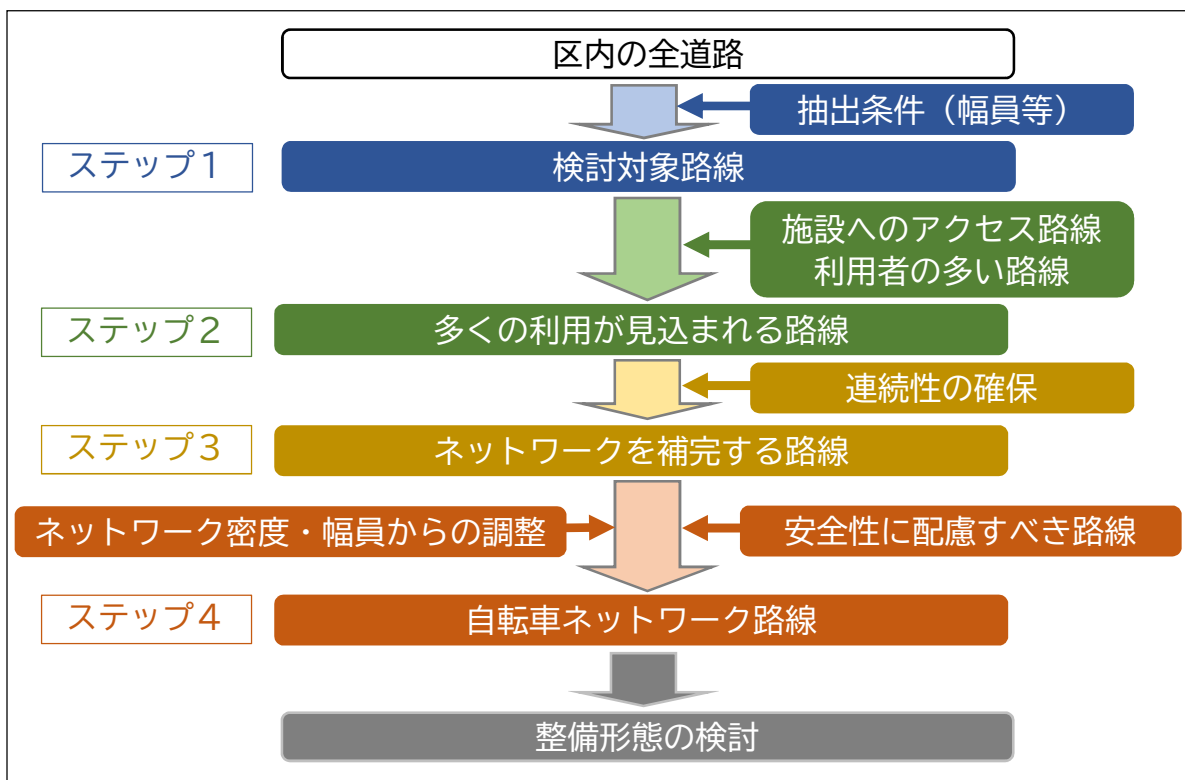 区内の全道路
抽出条件（幅員等）
ステップ１
検討対象路線
施設へのアクセス路線
利用者の多い路線
ステップ２
多くの利用が見込まれる路線
連続性の確保
ステップ３
ネットワークを補完する路線
ネットワーク密度・幅員からの調整
安全性に配慮すべき路線
ステップ４
自転車ネットワーク路線
整備形態の検討